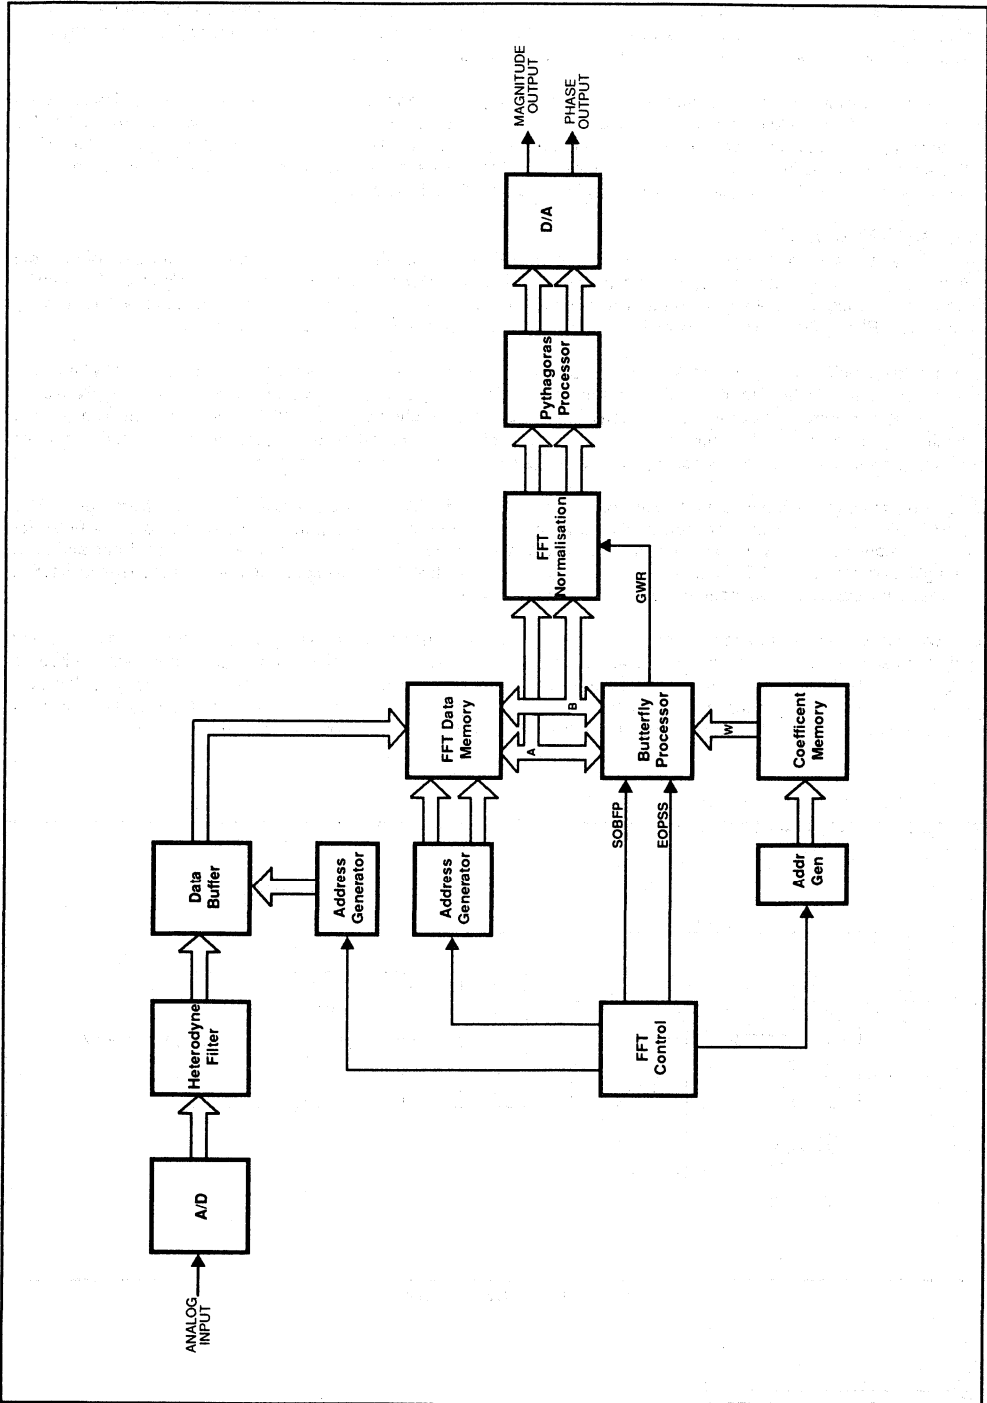 ANALOG
INPUT
A/D
Heterodyne
Filter
Data
Buffer
Address
Generator
Address
Generator
FFT Data
Memory
FFT
Control
SOBFP
EOPSS
Butterfly
Processor
A
B
W
Addr
Gen
Coefficent
Memory
GWR
FFT
Normalisation
Pythagoras
Processor
D/A
MAGNITUDE
OUTPUT
PHASE
OUTPUT